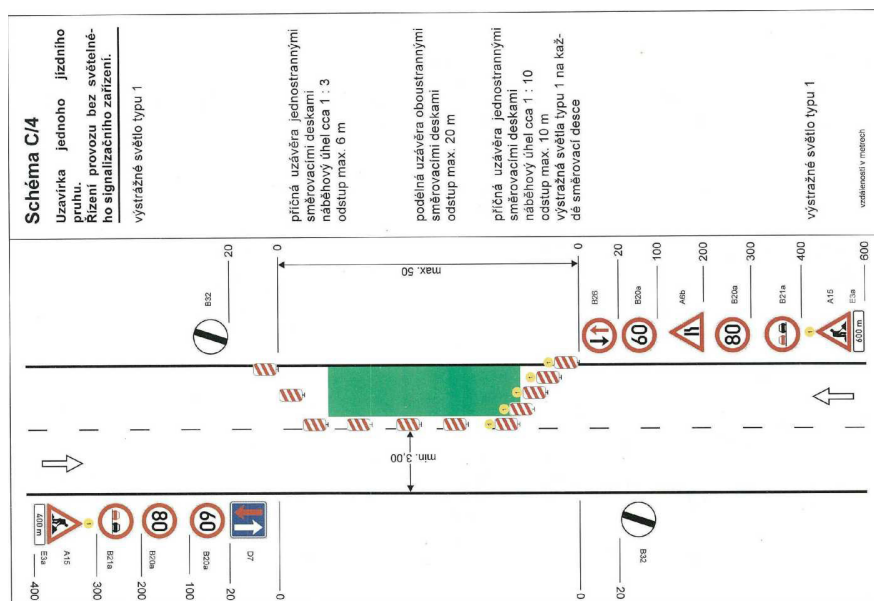 Schéma C/4
Uzavírka jednoho jízdního
pruhu.
Řízení provozu bez světelné-
ho signalizačního zařízení.
výstrážné světlo typu 1
příčná uzávěra jednostrannými
směrovacími deskami
náběhový úhel cca 1 : 3
odstup max. 6 m
podélná uzávěra oboustrannými
směrovacími deskami
odstup max. 20 m
příčná uzávěra jednostrannými
směrovacími deskami
náběhový úhel cca 1 : 10
odstup max. 10 m
výstražná světla typu 1 na kaž-
dé směrovací desce
výstražné světlo typu 1
vzdálenosti v metrech
20
0
0
20
100
200
300
400
600
B32
max. 50
B26
B20a
A6b
B20a
B21a
A15
E3a
60
80
600 m
min. 3,00
400 m
80
60
E3a
A15
B21a
B20a
B20a
D7
B32
400
300
200
100
20
0
0
20